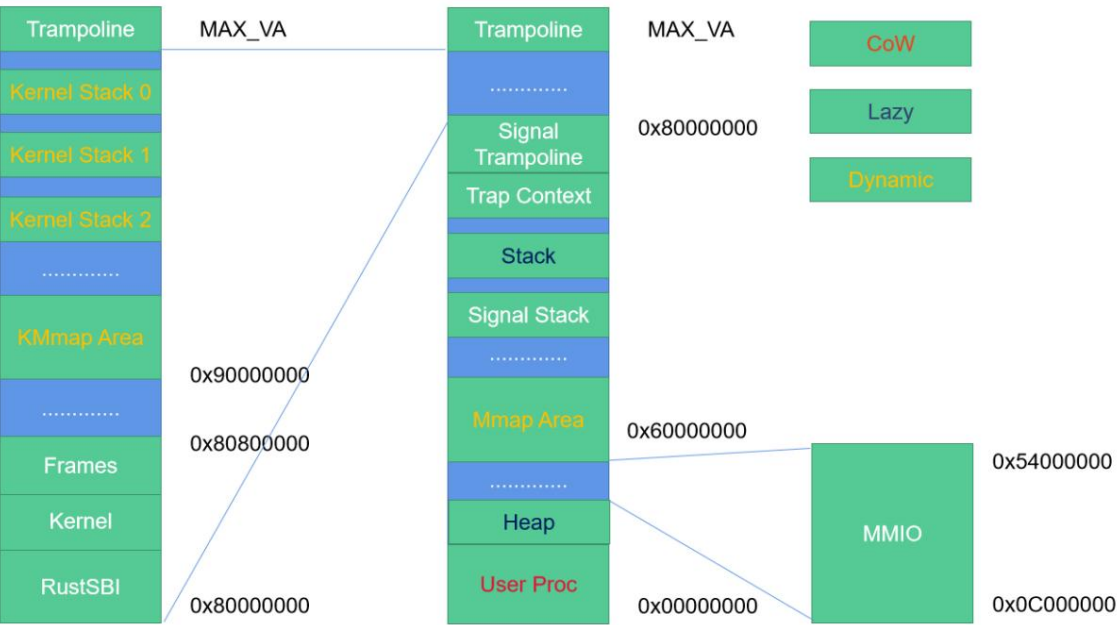 Trampoline
MAX_VA
Kernel Stack 0
Kernel Stack 1
Kernel Stack 2
.............
KMmap Area
0x90000000
.............
0x80800000
Frames
Kernel
RustSBI
0x80000000
Trampoline
MAX_VA
.............
Signal
Trampoline
0x80000000
Trap Context
Stack
Signal Stack
.............
Mmap Area
0x60000000
.............
Heap
User Proc
0x00000000
CoW
Lazy
Dynamic
0x54000000
MMIO
0x0C000000